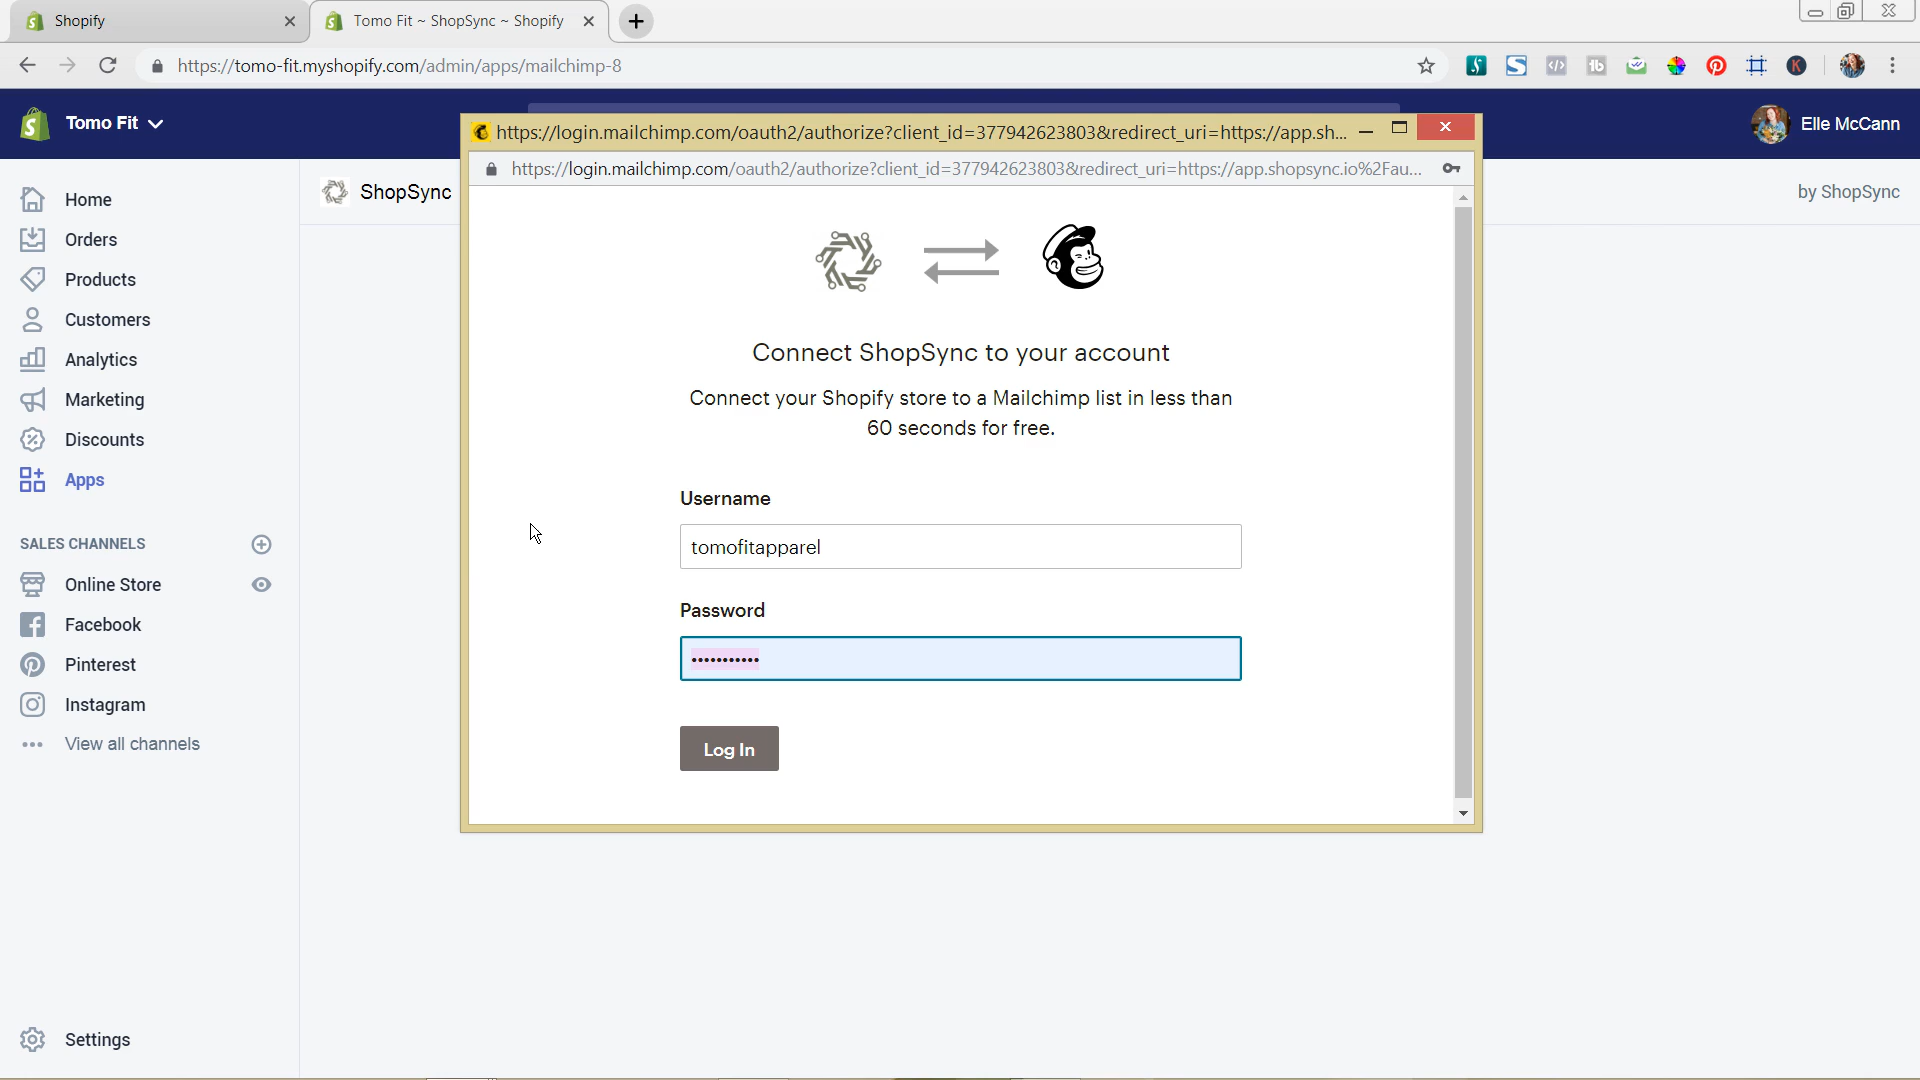 Shopify
Tomo Fit ~ ShopSync ~ Shopify
https://tomo-fit.myshopify.com/admin/apps/mailchimp-8
Tomo Fit
Elle McCann
https://login.mailchimp.com/oauth2/authorize?client_id=377942623803&redirect_uri=https://app.sh...
https://login.mailchimp.com/oauth2/authorize?client_id=377942623803&redirect_uri=https://app.shopsync.io%2Fau...
ShopSync
by ShopSync
Home
Orders
Products
Customers
Analytics
Marketing
Discounts
Apps
SALES CHANNELS
Online Store
Facebook
Pinterest
Instagram
View all channels
Settings
Connect ShopSync to your account
Connect your Shopify store to a Mailchimp list in less than
60 seconds for free.
Username
tomofitapparel
Password
•••••••••••
Log In